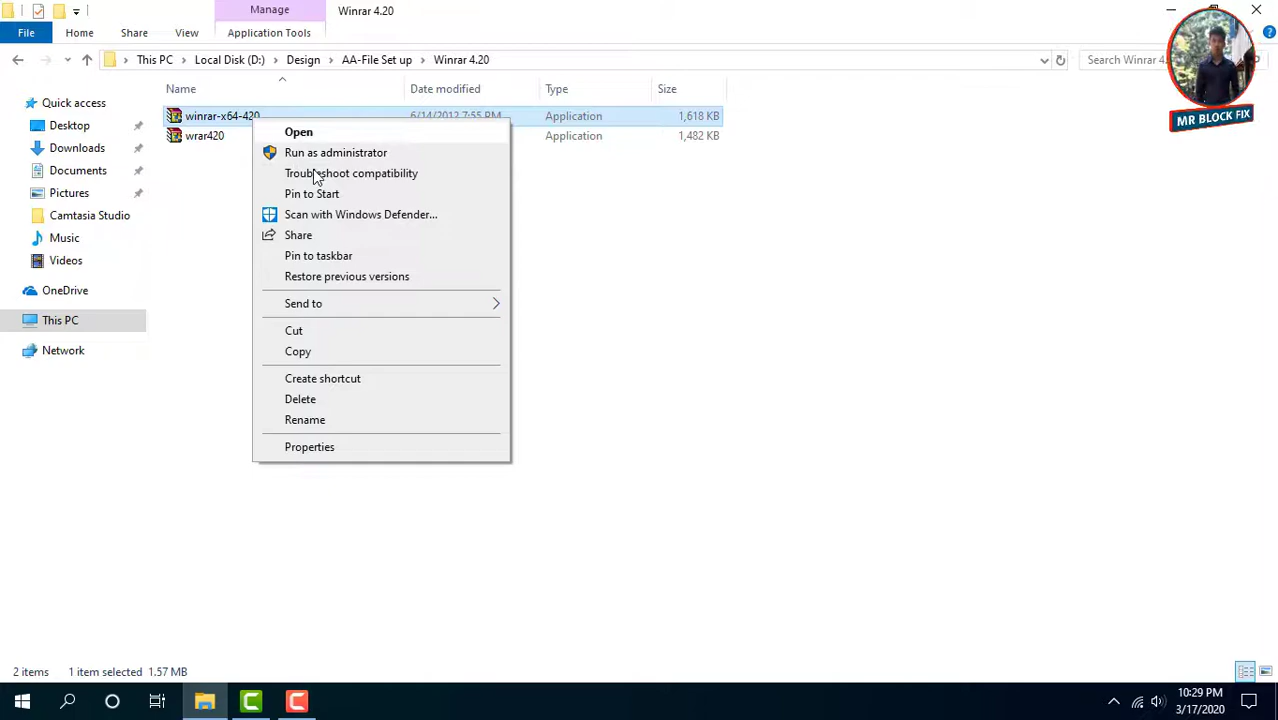 Manage
Winrar 4.20
File
Home
Share
View
Application Tools
This PC
Local Disk (D:)
Design
AA-File Set up
Winrar 4.20
Search Winrar 4.
Name
Date modified
Type
Size
winrar-x64-420
6/14/2012 7:55 PM
Application
1,618 KB
wrar420
Application
1,482 KB
Quick access
Desktop
Downloads
Documents
Pictures
Camtasia Studio
Music
Videos
OneDrive
This PC
Network
Open
Run as administrator
Troubleshoot compatibility
Pin to Start
Scan with Windows Defender...
Share
Pin to taskbar
Restore previous versions
Send to
Cut
Copy
Create shortcut
Delete
Rename
Properties
MR BLOCK FIX
2 items
1 item selected 1.57 MB
10:29 PM
3/17/2020